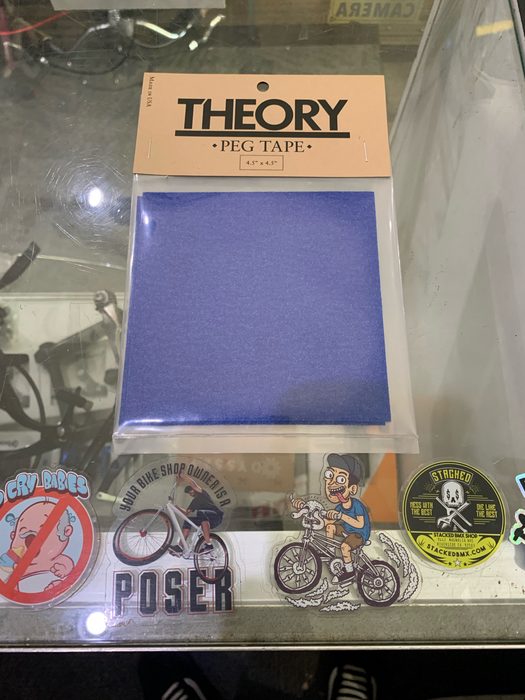 CAMERA
Made in USA
THEORY
• PEG TAPE •
4.5" x 4.5"
CRY BABIES
YOUR BIKE SHOP OWNER IS A
POSER
STACKED
MESS WITH
THE BEST
DIE LIKE
THE REST
STACKED BMX SHOP
STACKEDBMX.COM